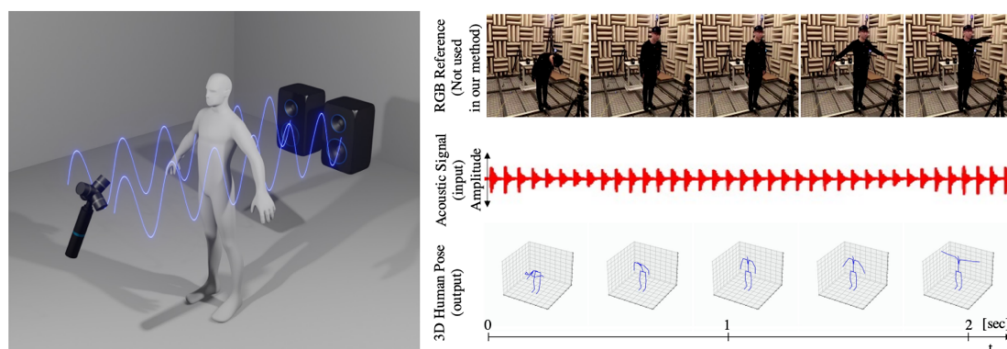 RGB Reference
(Not used
in our method)
Acoustic Signal
(input)
Amplitude
3D Human Pose
(output)
0
1
2
[sec]
t